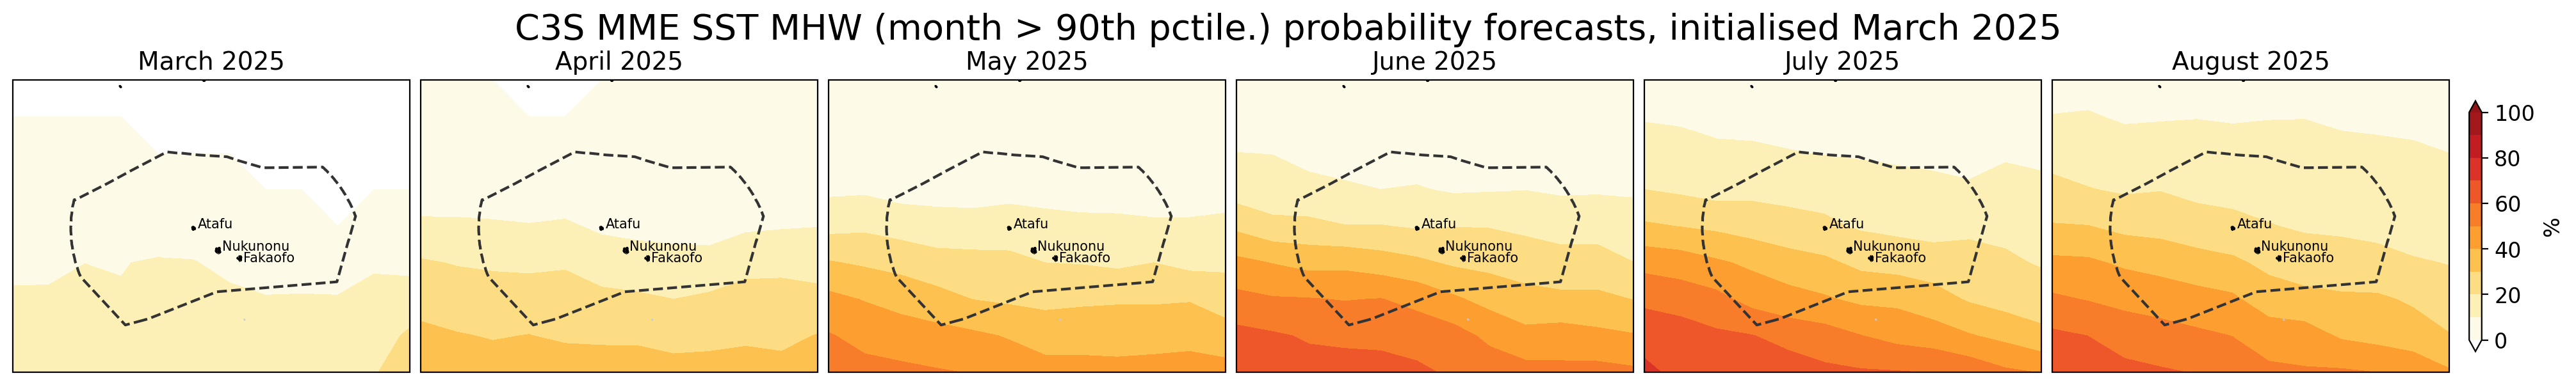 C3S MME SST MHW (month > 90th pctile.) probability forecasts, initialised March 2025
March 2025
Atafu
Nukunonu
Fakaofo
April 2025
Atafu
Nukunonu
Fakaofo
May 2025
Atafu
Nukunonu
Fakaofo
June 2025
Atafu
Nukunonu
Fakaofo
July 2025
Atafu
Nukunonu
Fakaofo
August 2025
Atafu
Nukunonu
Fakaofo
100
80
60
40
20
0
%